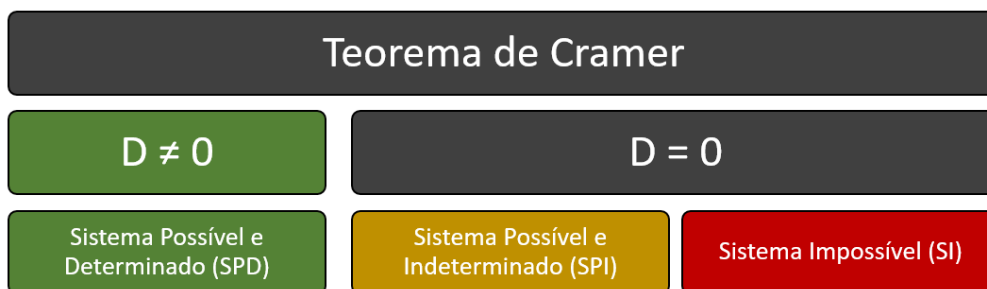 Teorema de Cramer
D ≠ 0
D = 0
Sistema Possível e
Determinado (SPD)
Sistema Possível e
Indeterminado (SPI)
Sistema Impossível (SI)